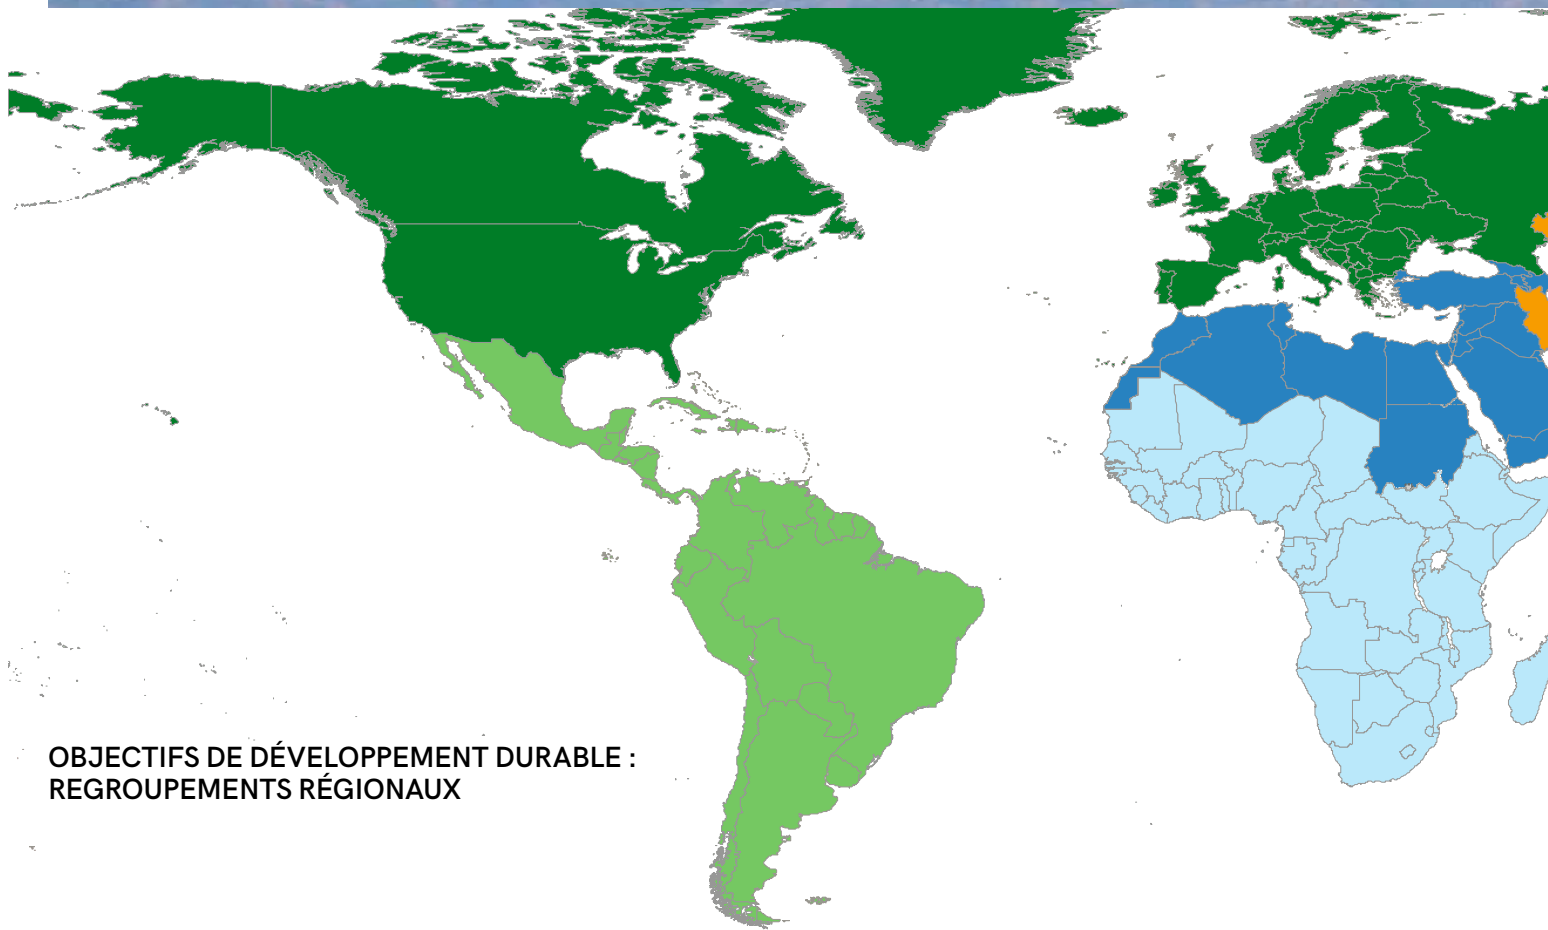 OBJECTIFS DE DÉVELOPPEMENT DURABLE :
REGROUPEMENTS RÉGIONAUX